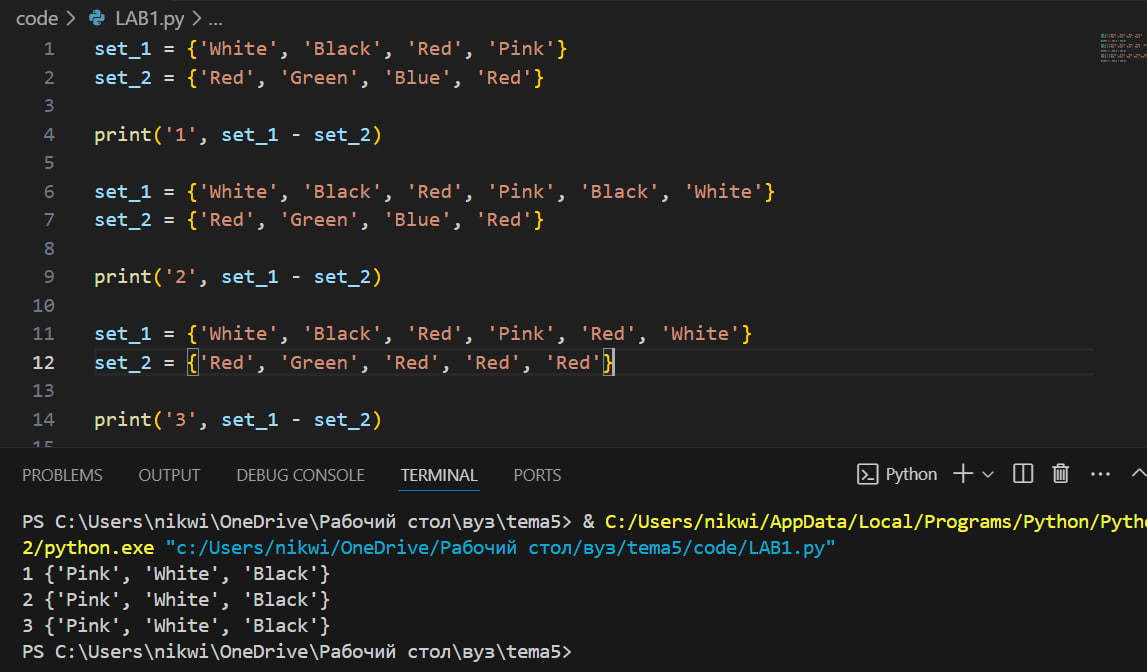 code > LAB1.py > ...
1 set_1 = {'White', 'Black', 'Red', 'Pink'}
2 set_2 = {'Red', 'Green', 'Blue', 'Red'}
3
4 print('1', set_1 - set_2)
5
6 set_1 = {'White', 'Black', 'Red', 'Pink', 'Black', 'White'}
7 set_2 = {'Red', 'Green', 'Blue', 'Red'}
8
9 print('2', set_1 - set_2)
10
11 set_1 = {'White', 'Black', 'Red', 'Pink', 'Red', 'White'}
12 set_2 = {'Red', 'Green', 'Red', 'Red', 'Red'}
13
14 print('3', set_1 - set_2)
15
PROBLEMS OUTPUT DEBUG CONSOLE TERMINAL PORTS Python
PS C:\Users\nikwi\OneDrive\Рабочий стол\вуз\tema5> & C:/Users/nikwi/AppData/Local/Programs/Python/Pytho
2/python.exe "c:/Users/nikwi/OneDrive/Рабочий стол/вуз/tema5/code/LAB1.py"
1 {'Pink', 'White', 'Black'}
2 {'Pink', 'White', 'Black'}
3 {'Pink', 'White', 'Black'}
PS C:\Users\nikwi\OneDrive\Рабочий стол\вуз\tema5>